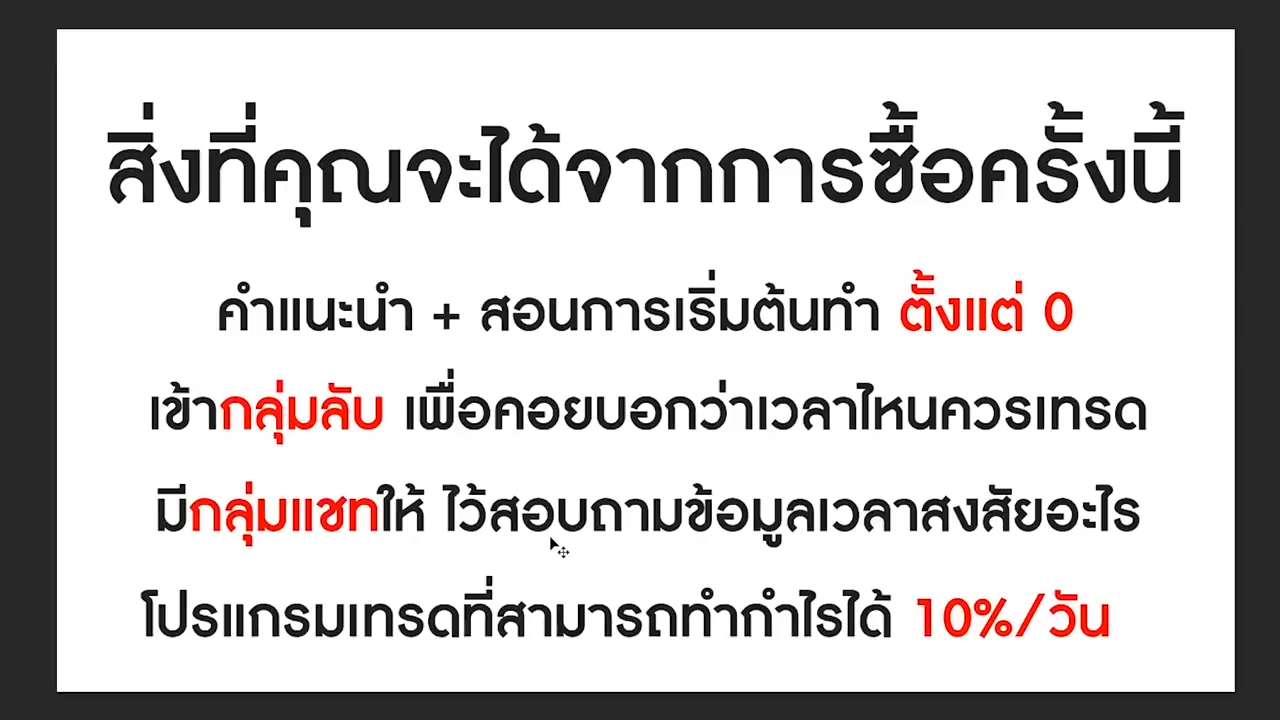 สิ่งที่คุณจะได้จากการซื้อครั้งนี้
คำแนะนำ + สอนการเริ่มต้นทำ ตั้งแต่ 0
เข้ากลุ่มลับ เพื่อคอยบอกว่าเวลาไหนควรเทรด
มีกลุ่มแชทให้ ไว้สอบถามข้อมูลเวลาสงสัยอะไร
โปรแกรมเทรดที่สามารถทำกำไรได้ 10%/วัน